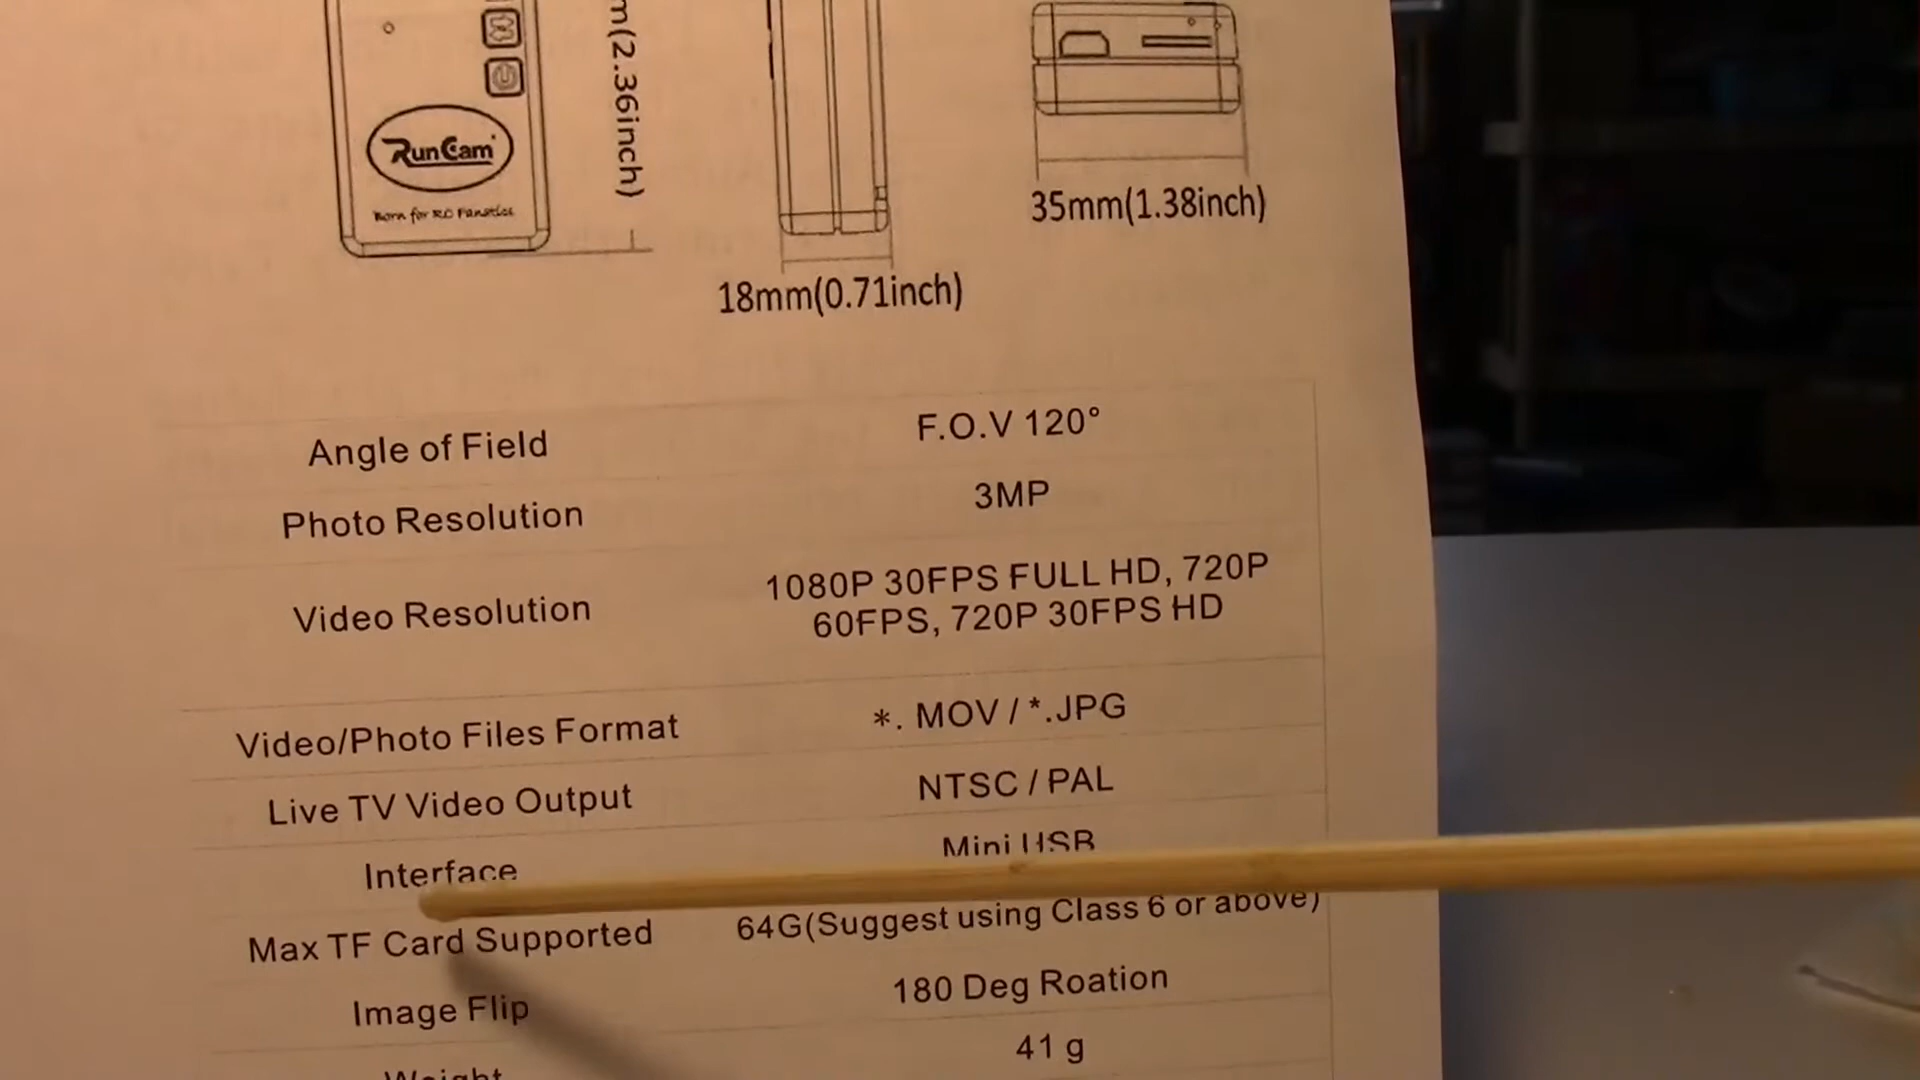 m(2.36inch)
RunCam
Born for RC Fanatics
18mm(0.71inch)
35mm(1.38inch)
Angle of Field F.O.V 120°
Photo Resolution 3MP
Video Resolution 1080P 30FPS FULL HD, 720P
60FPS, 720P 30FPS HD
Video/Photo Files Format *. MOV / *.JPG
Live TV Video Output NTSC / PAL
Interface Mini USB
Max TF Card Supported 64G(Suggest using Class 6 or above)
Image Flip 180 Deg Roation
Weight 41 g